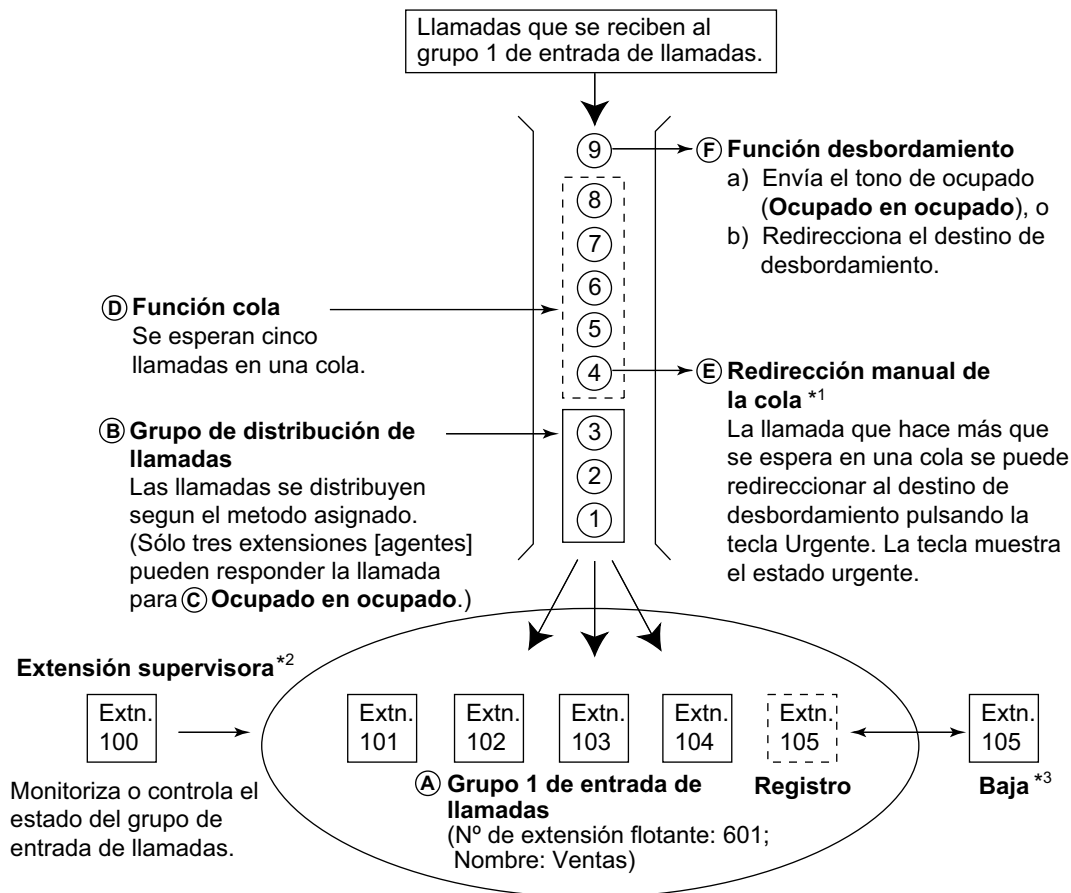 Llamadas que se reciben al
grupo 1 de entrada de llamadas.
9
8
7
6
5
4
3
2
1
F Función desbordamiento
a) Envía el tono de ocupado
(Ocupado en ocupado), o
b) Redirecciona el destino de
desbordamiento.
D Función cola
Se esperan cinco
llamadas en una cola.
E Redirección manual de
la cola *1
La llamada que hace más que
se espera en una cola se puede
redireccionar al destino de
desbordamiento pulsando la
tecla Urgente. La tecla muestra
el estado urgente.
B Grupo de distribución de
llamadas
Las llamadas se distribuyen
segun el metodo asignado.
(Sólo tres extensiones [agentes]
pueden responder la llamada
para C Ocupado en ocupado.)
Extensión supervisora*2
Extn.
100
Monitoriza o controla el
estado del grupo de
entrada de llamadas.
Extn.
101
Extn.
102
Extn.
103
Extn.
104
Extn.
105
Registro
Extn.
105
Baja *3
A Grupo 1 de entrada de
llamadas
(Nº de extensión flotante: 601;
Nombre: Ventas)